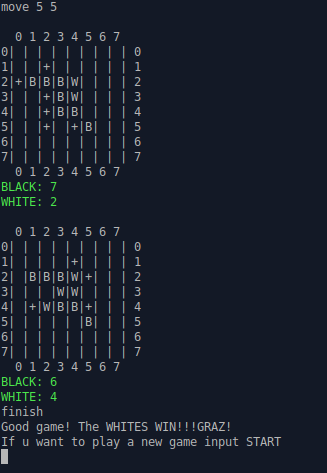 move 5 5
  0 1 2 3 4 5 6 7
0| | | | | | | | | 0
1| | |+| | | | | | 1
2|+|B|B|B|W| | | | 2
3| | |+|B|W| | | | 3
4| | |+|B|B| | | | 4
5| | |+| |+|B| | | 5
6| | | | | | | | | 6
7| | | | | | | | | 7
  0 1 2 3 4 5 6 7
BLACK: 7
WHITE: 2
  0 1 2 3 4 5 6 7
0| | | | | | | | | 0
1| | | | |+| | | | 1
2| |B|B|B|W|+| | | 2
3| | | |W|W| | | | 3
4| |+|W|B|B|+| | | 4
5| | | | | |B| | | 5
6| | | | | | | | | 6
7| | | | | | | | | 7
  0 1 2 3 4 5 6 7
BLACK: 6
WHITE: 4
finish
Good game! The WHITES WIN!!!GRAZ!
If u want to play a new game input START